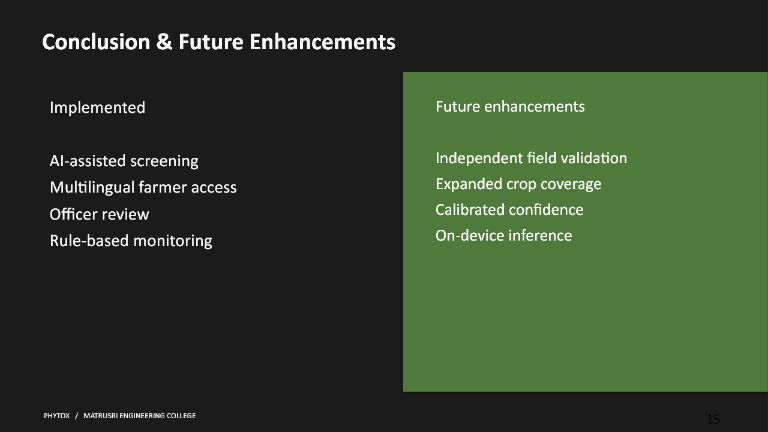 Conclusion & Future Enhancements
Implemented
AI-assisted screening
Multilingual farmer access
Officer review
Rule-based monitoring
Future enhancements
Independent field validation
Expanded crop coverage
Calibrated confidence
On-device inference
PHYTOX / MATRUSRI ENGINEERING COLLEGE
15